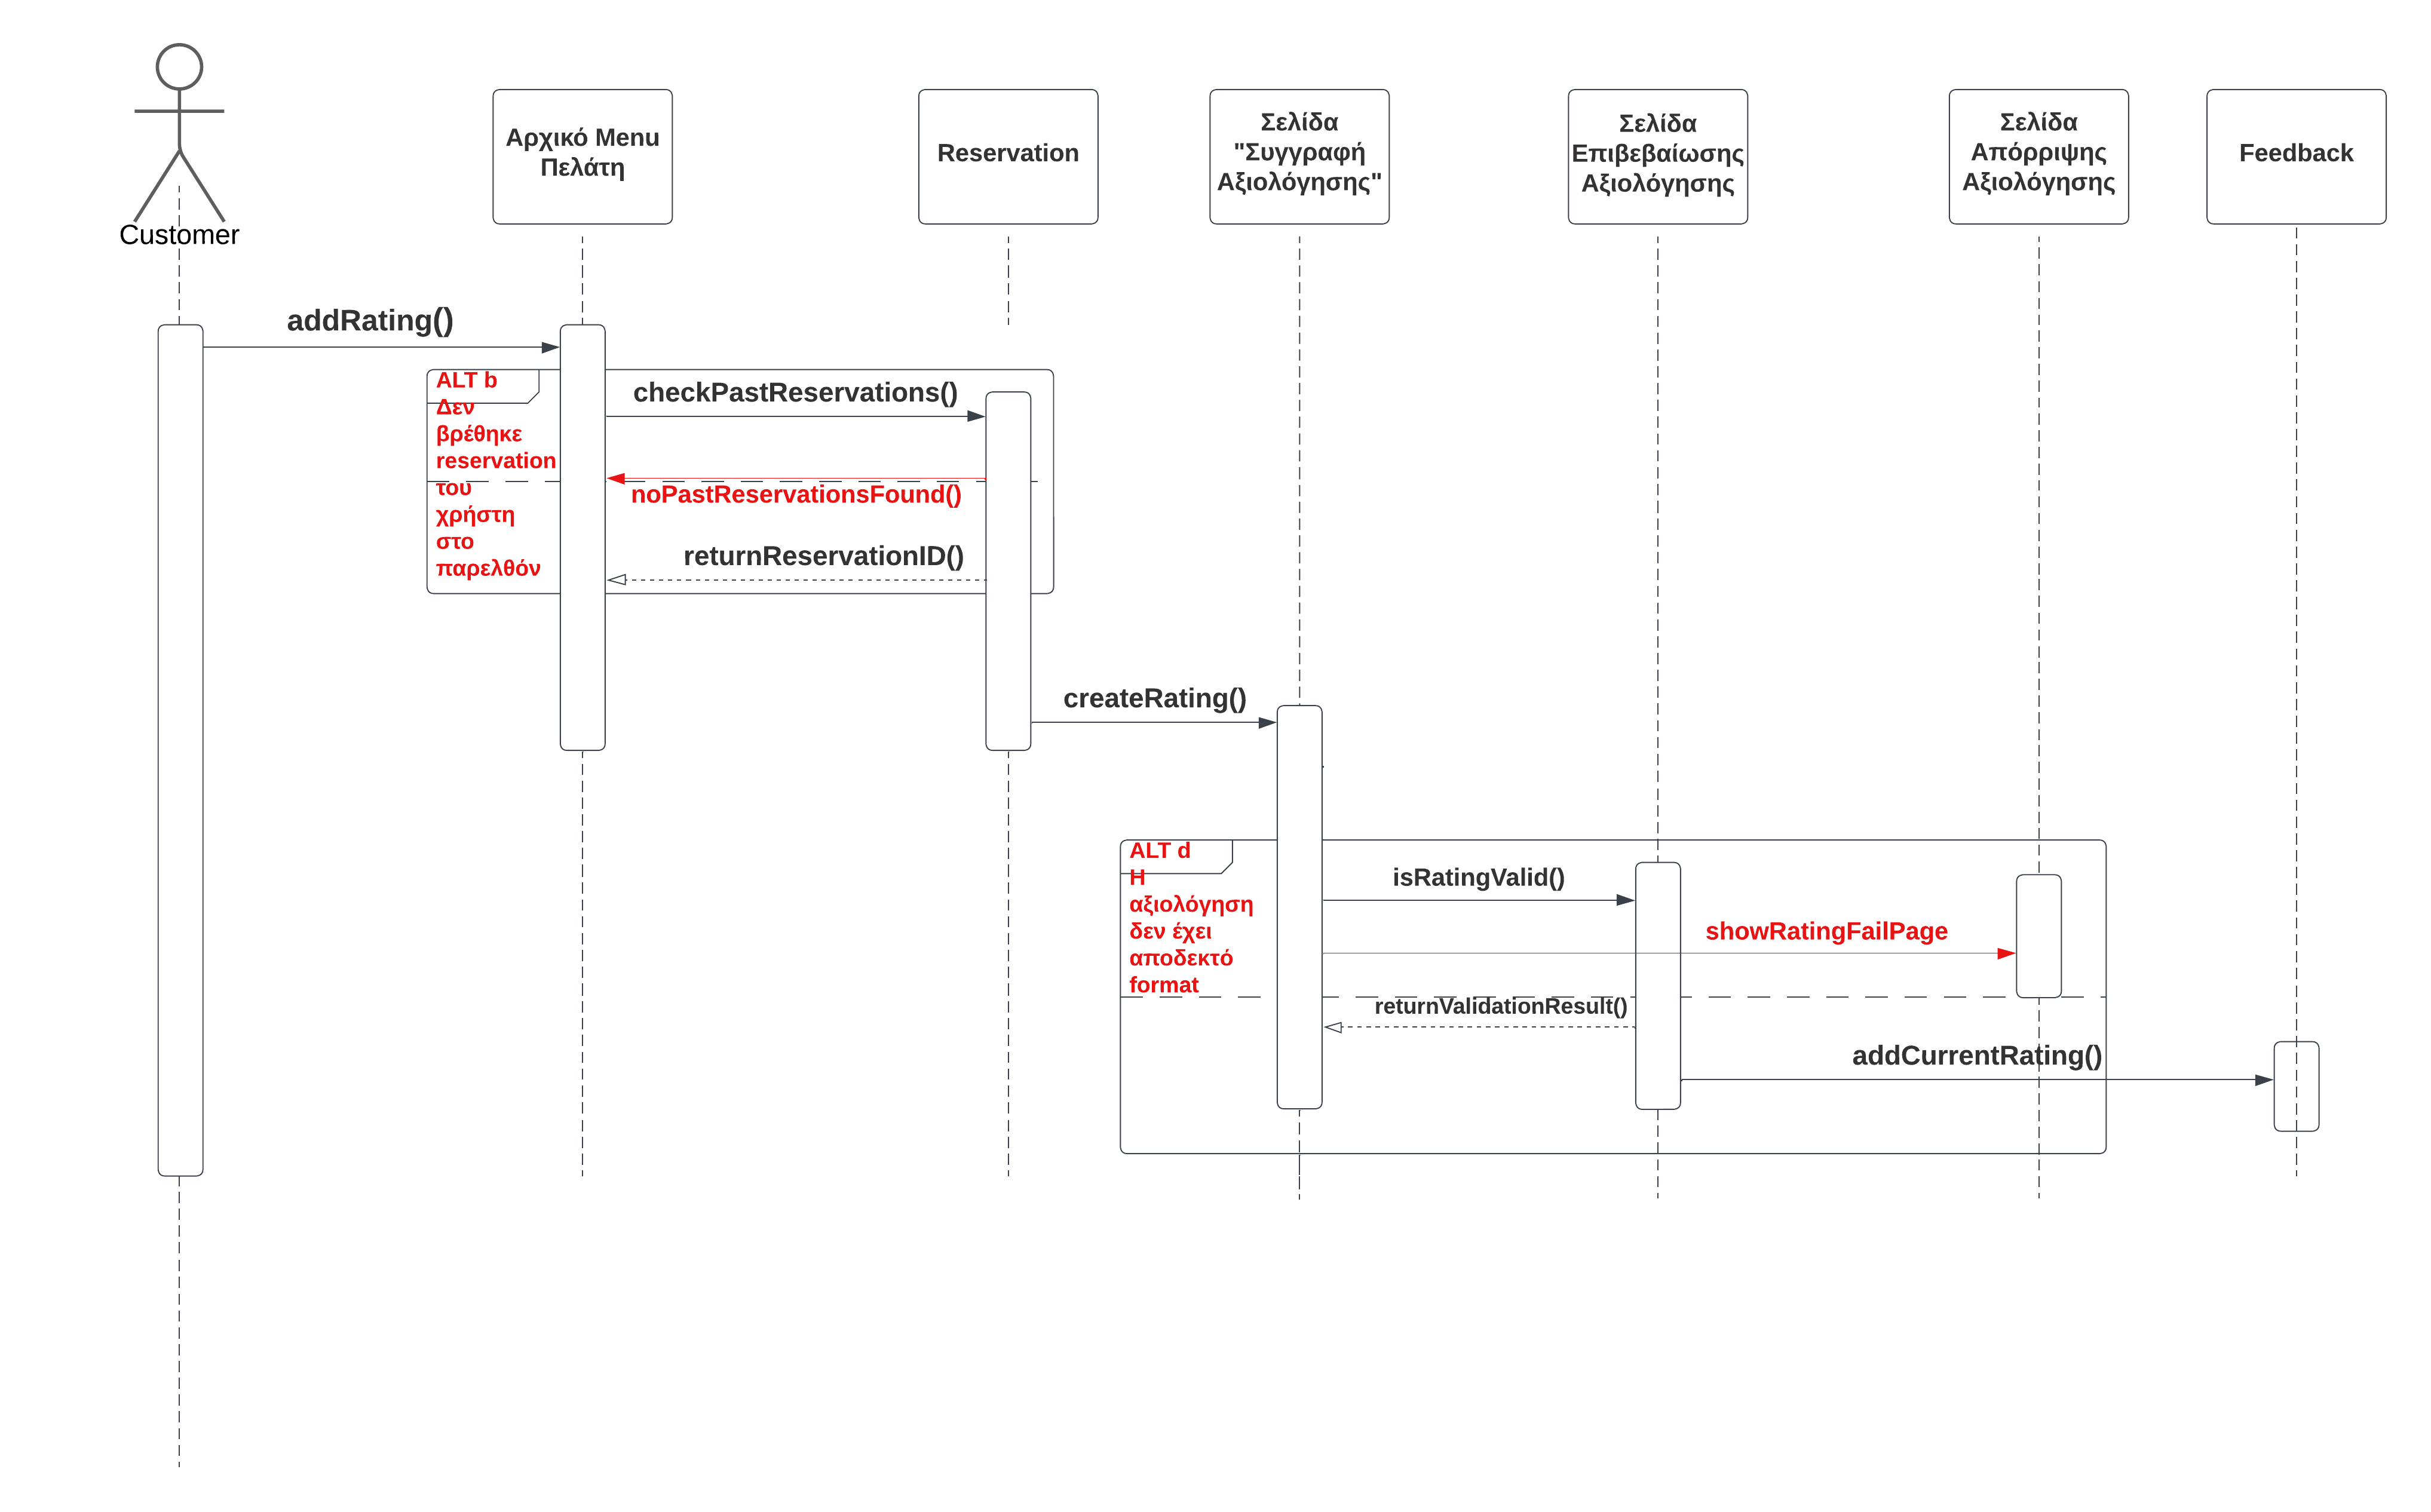 Customer
Αρχικό Menu
Πελάτη
Reservation
Σελίδα
"Συγγραφή
Αξιολόγησης"
Σελίδα
Επιβεβαίωσης
Αξιολόγησης
Σελίδα
Απόρριψης
Αξιολόγησης
Feedback
addRating()
ALT b
Δεν
βρέθηκε
reservation
του
χρήστη
στο
παρελθόν
checkPastReservations()
noPastReservationsFound()
returnReservationID()
createRating()
ALT d
Η
αξιολόγηση
δεν έχει
αποδεκτό
format
isRatingValid()
showRatingFailPage
returnValidationResult()
addCurrentRating()